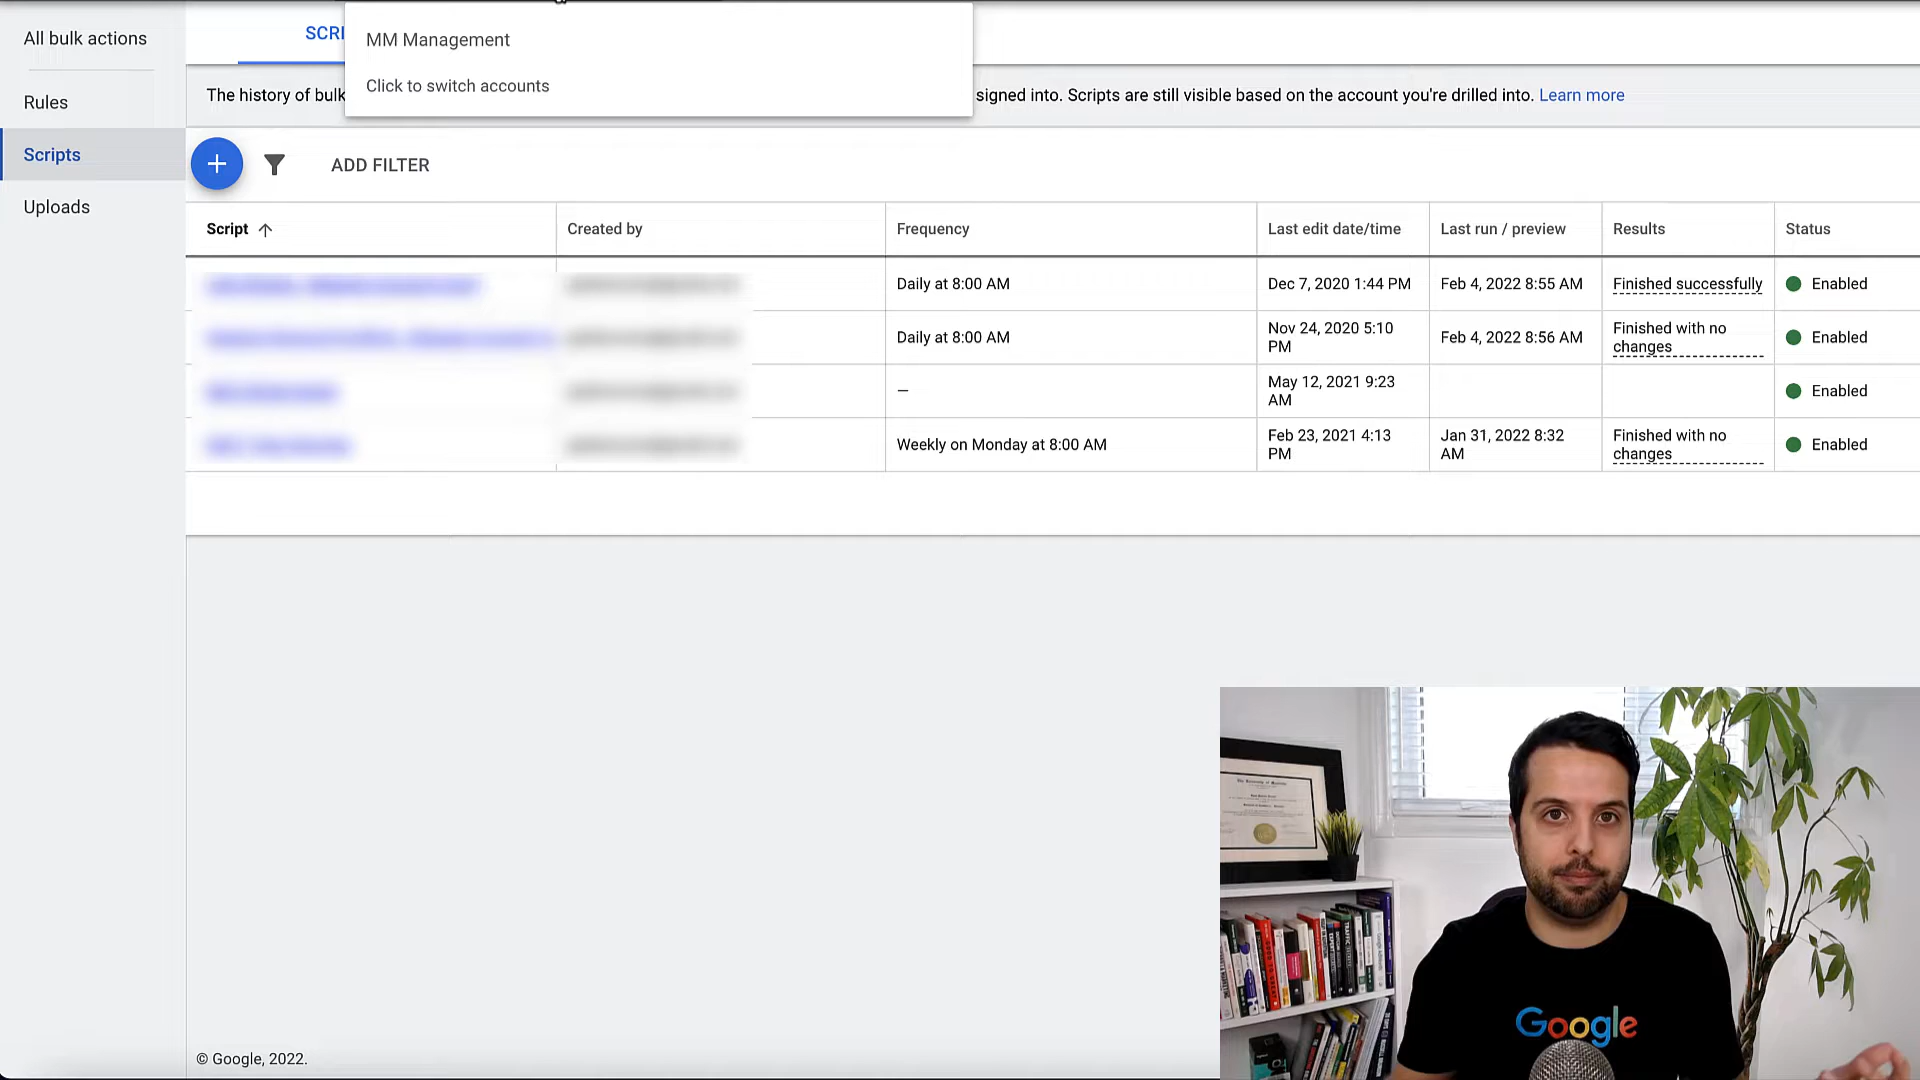 All bulk actions
Rules
Scripts
Uploads
SCRI
MM Management
Click to switch accounts
The history of bulk
signed into. Scripts are still visible based on the account you're drilled into. Learn more
ADD FILTER
Script
Created by
Frequency
Last edit date/time
Last run / preview
Results
Status
Daily at 8:00 AM
Dec 7, 2020 1:44 PM
Feb 4, 2022 8:55 AM
Finished successfully
Enabled
Daily at 8:00 AM
Nov 24, 2020 5:10
PM
Feb 4, 2022 8:56 AM
Finished with no
changes
Enabled
—
May 12, 2021 9:23
AM
Enabled
Weekly on Monday at 8:00 AM
Feb 23, 2021 4:13
PM
Jan 31, 2022 8:32
AM
Finished with no
changes
Enabled
© Google, 2022.
Google